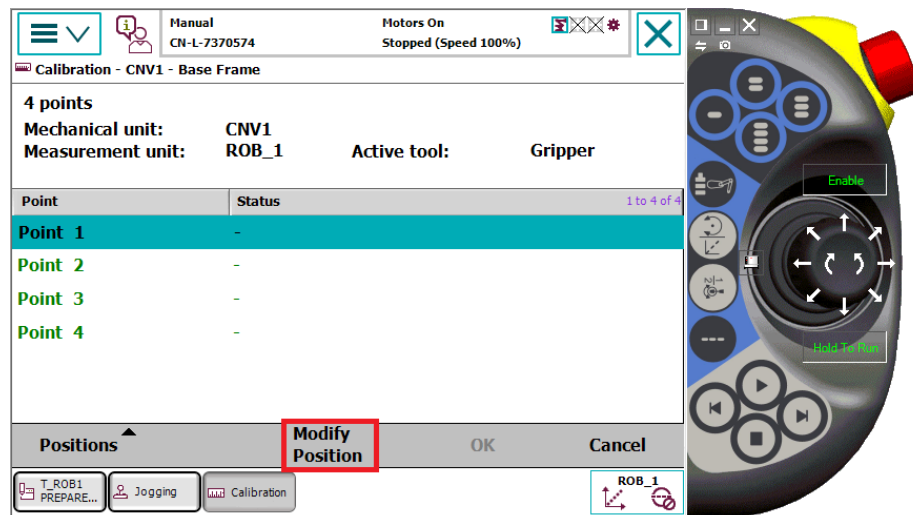 Manual
CN-L-7370574
Motors On
Stopped (Speed 100%)
Calibration - CNV1 - Base Frame
4 points
Mechanical unit: CNV1
Measurement unit: ROB_1 Active tool: Gripper
Point Status 1 to 4 of 4
Point 1 -
Point 2 -
Point 3 -
Point 4 -
Positions Modify Position OK Cancel
T_ROB1 PREPARE... Jogging Calibration ROB_1
Enable
Hold To Run